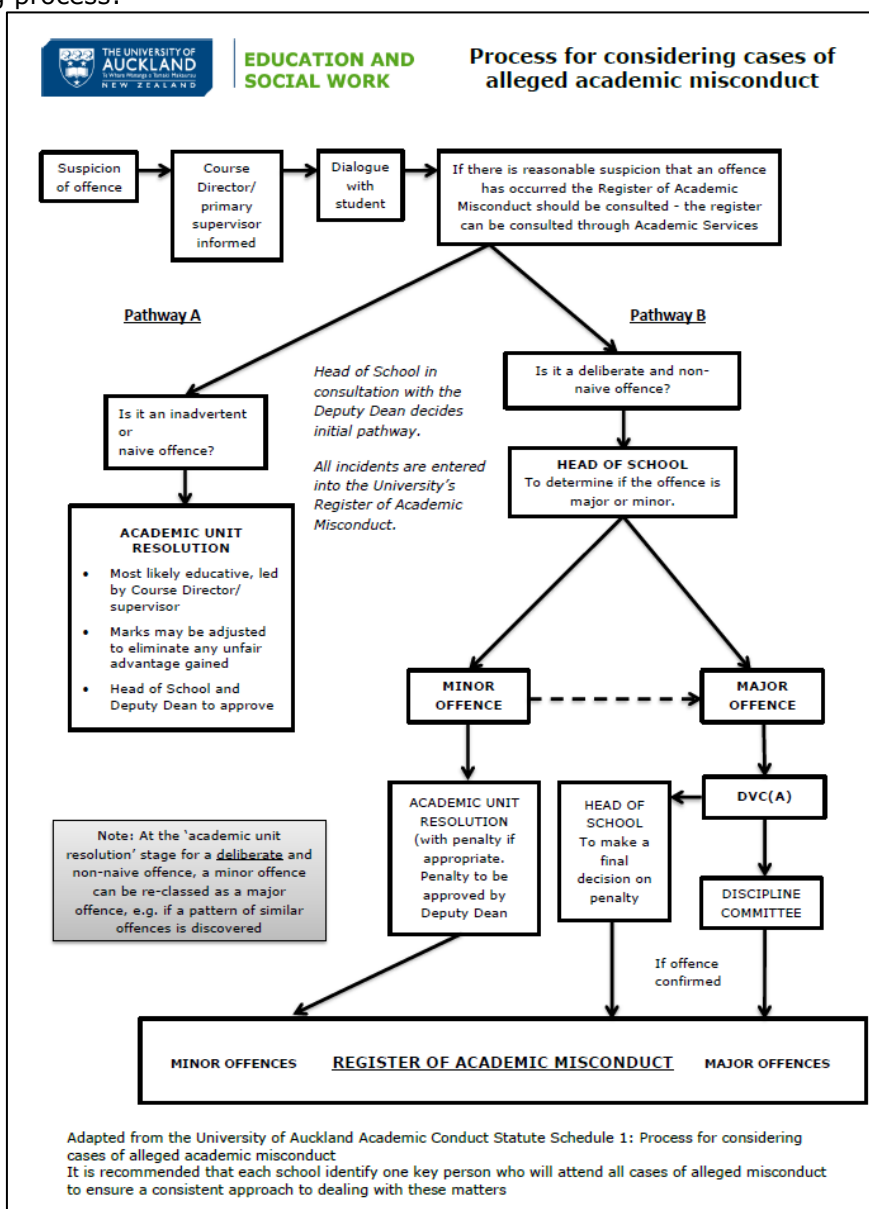 g process:
THE UNIVERSITY OF
AUCKLAND
Te Whare Wānanga o Tāmaki Makaurau
NEW ZEALAND
EDUCATION AND
SOCIAL WORK
Process for considering cases of
alleged academic misconduct
Suspicion
of offence
Course
Director/
primary
supervisor
informed
Dialogue
with
student
If there is reasonable suspicion that an offence
has occurred the Register of Academic
Misconduct should be consulted - the register
can be consulted through Academic Services
Pathway A
Pathway B
Is it an inadvertent
or
naive offence?
Head of School in
consultation with the
Deputy Dean decides
initial pathway.
All incidents are entered
into the University's
Register of Academic
Misconduct.
Is it a deliberate and non-
naive offence?
HEAD OF SCHOOL
To determine if the offence is
major or minor.
ACADEMIC UNIT
RESOLUTION
• Most likely educative, led
by Course Director/
supervisor
• Marks may be adjusted
to eliminate any unfair
advantage gained
• Head of School and
Deputy Dean to approve
MINOR
OFFENCE
MAJOR
OFFENCE
ACADEMIC UNIT
RESOLUTION
(with penalty if
appropriate.
Penalty to be
approved by
Deputy Dean
HEAD OF
SCHOOL
To make a
final
decision on
penalty
DVC(A)
DISCIPLINE
COMMITTEE
Note: At the 'academic unit
resolution' stage for a deliberate and
non-naive offence, a minor offence
can be re-classed as a major
offence, e.g. if a pattern of similar
offences is discovered
If offence
confirmed
MINOR OFFENCES REGISTER OF ACADEMIC MISCONDUCT MAJOR OFFENCES
Adapted from the University of Auckland Academic Conduct Statute Schedule 1: Process for considering
cases of alleged academic misconduct
It is recommended that each school identify one key person who will attend all cases of alleged misconduct
to ensure a consistent approach to dealing with these matters